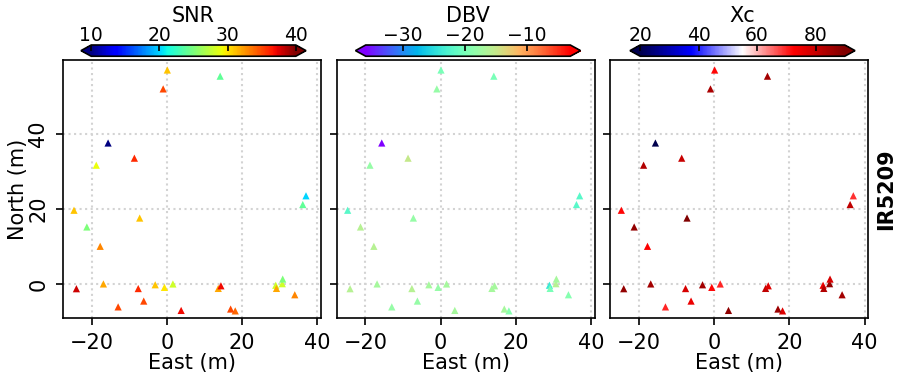 SNR DBV Xc
10 20 30 40 −30 −20 −10 20 40 60 80
North (m)
40
20
0
IR5209
−20 0 20 40 −20 0 20 40 −20 0 20 40
East (m) East (m) East (m)